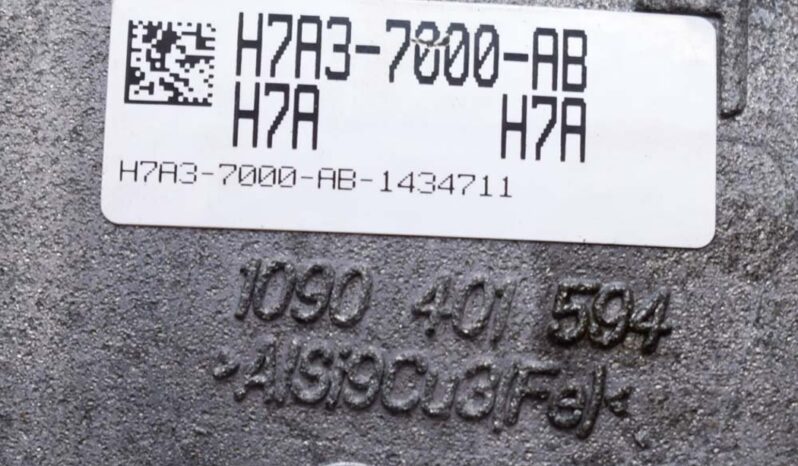 H7A3-7000-AB
H7A H7A
H7A3-7000-AB-1434711
1090 401 594
>AlSi9Cu3(Fe)<